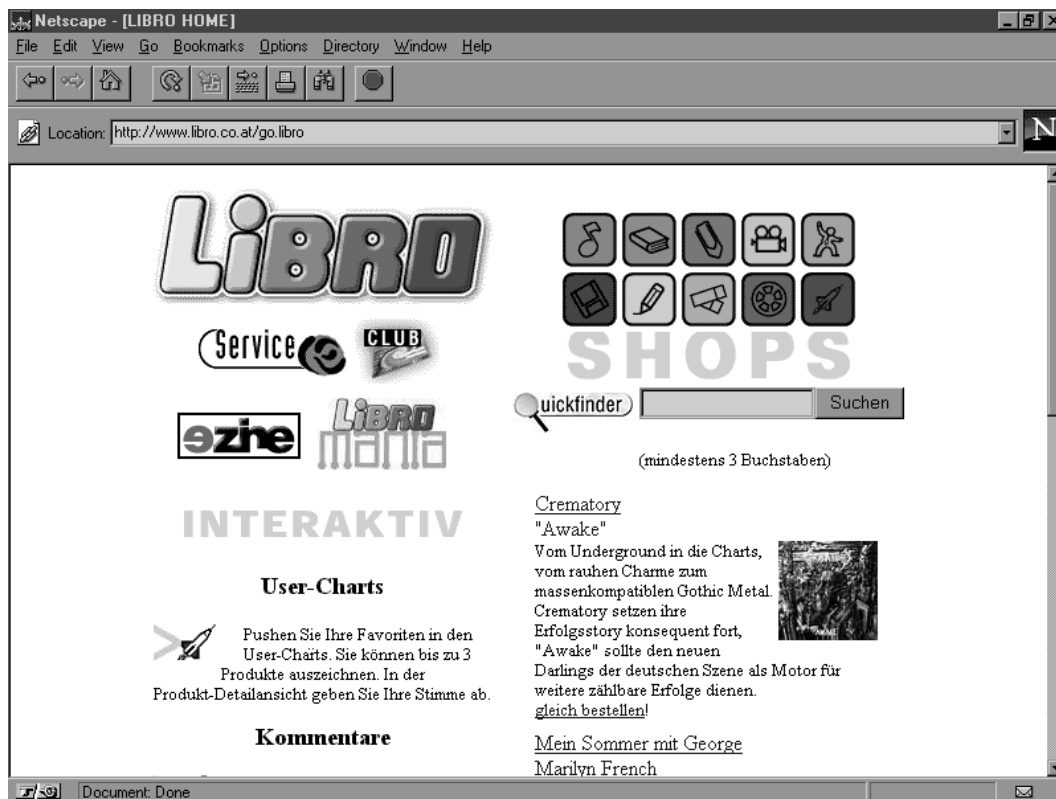 Netscape - [LIBRO HOME]
File Edit View Go Bookmarks Options Directory Window Help
Location: http://www.libro.co.at/go.libro
N
LiBRO
Service
CLUB
ezine
LiBRO
mania
SHOPS
Quickfinder
Suchen
(mindestens 3 Buchstaben)
INTERAKTIV
User-Charts
Pushen Sie Ihre Favoriten in den
User-Charts. Sie können bis zu 3
Produkte auszeichnen. In der
Produkt-Detailansicht geben Sie Ihre Stimme ab.
Kommentare
Crematory
"Awake"
Vom Underground in die Charts,
vom rauhen Charme zum
massenkompatiblen Gothic Metal.
Crematory setzen ihre
Erfolgsstory konsequent fort,
"Awake" sollte den neuen
Darlings der deutschen Szene als Motor für
weitere zählbare Erfolge dienen.
gleich bestellen!
AWAKE
Mein Sommer mit George
Marilyn French
Document: Done